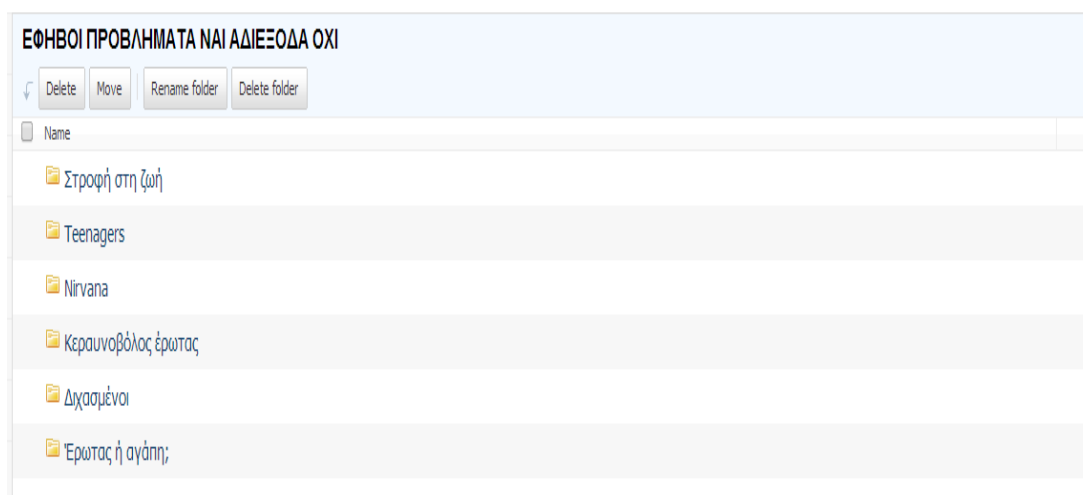 ΕΦΗΒΟΙ ΠΡΟΒΛΗΜΑΤΑ ΝΑΙ ΑΔΙΕΞΟΔΑ ΟΧΙ
Delete Move Rename folder Delete folder
Name
Στροφή στη ζωή
Teenagers
Nirvana
Κεραυνοβόλος έρωτας
Διχασμένοι
Έρωτας ή αγάπη;